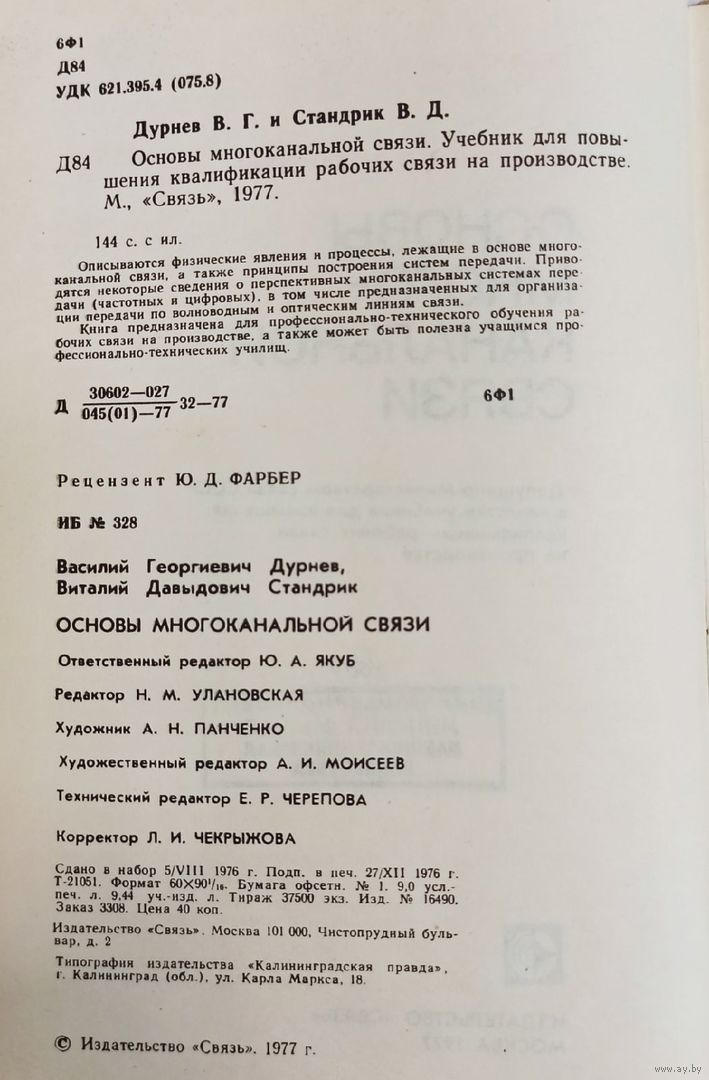 6Ф1
Д84
УДК 621.395.4 (075.8)
Дурнев В. Г. и Стандрик В. Д.
Д84 Основы многоканальной связи. Учебник для повы-
шения квалификации рабочих связи на производстве.
М., «Связь», 1977.
144 с. с ил.
Описываются физические явления и процессы, лежащие в основе много-
канальной связи, а также принципы построения систем передачи. Приво-
дятся некоторые сведения о перспективных многоканальных системах пере-
дачи (частотных и цифровых), в том числе предназначенных для организа-
ции передачи по волноводным и оптическим линиям связи.
Книга предназначена для профессионально-технического обучения ра-
бочих связи на производстве, а также может быть полезна учащимся про-
фессионально-технических училищ.
Д 30602—027
045(01)—77 32—77 6Ф1
Рецензент Ю. Д. ФАРБЕР
ИБ № 328
Василий Георгиевич Дурнев,
Виталий Давыдович Стандрик
ОСНОВЫ МНОГОКАНАЛЬНОЙ СВЯЗИ
Ответственный редактор Ю. А. ЯКУБ
Редактор Н. М. УЛАНОВСКАЯ
Художник А. Н. ПАНЧЕНКО
Художественный редактор А. И. МОИСЕЕВ
Технический редактор Е. Р. ЧЕРЕПОВА
Корректор Л. И. ЧЕКРЫЖОВА
Сдано в набор 5/VIII 1976 г. Подп. в печ. 27/XII 1976 г.
Т-21051. Формат 60×90¹/₁₆. Бумага офсетн. № 1. 9,0 усл.-
печ. л. 9,44 уч.-изд. л. Тираж 37500 экз. Изд. № 16490.
Заказ 3308. Цена 40 коп.
Издательство «Связь». Москва 101 000, Чистопрудный буль-
вар, д. 2
Типография издательства «Калининградская правда»,
г. Калининград (обл.), ул. Карла Маркса, 18.
© Издательство «Связь», 1977 г.
www.ay.by